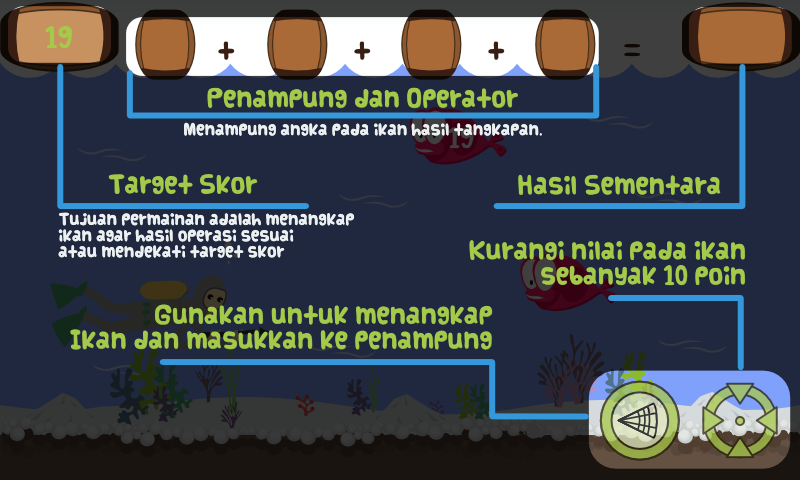 19
+ + + =
Penampung dan Operator
Menampung angka pada ikan hasil tangkapan.
19
Target Skor
Hasil Sementara
Tujuan permainan adalah menangkap
ikan agar hasil operasi sesuai
atau mendekati target skor
Kurangi nilai pada ikan
sebanyak 10 poin
Gunakan untuk menangkap
Ikan dan masukkan ke penampung